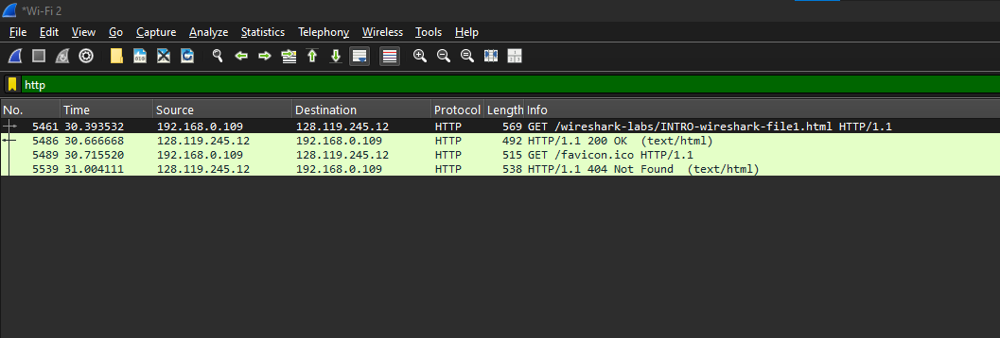 *Wi-Fi 2
File Edit View Go Capture Analyze Statistics Telephony Wireless Tools Help
http
No. Time Source Destination Protocol Length Info
5461 30.393532 192.168.0.109 128.119.245.12 HTTP 569 GET /wireshark-labs/INTRO-wireshark-file1.html HTTP/1.1
5486 30.666668 128.119.245.12 192.168.0.109 HTTP 492 HTTP/1.1 200 OK (text/html)
5489 30.715520 192.168.0.109 128.119.245.12 HTTP 515 GET /favicon.ico HTTP/1.1
5539 31.004111 128.119.245.12 192.168.0.109 HTTP 538 HTTP/1.1 404 Not Found (text/html)